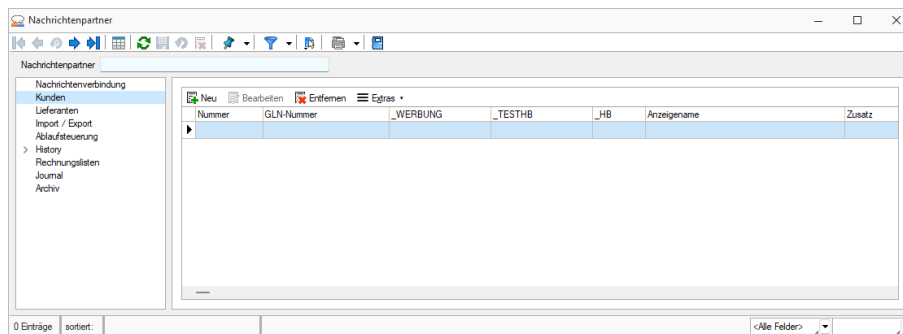 Nachrichtenpartner
Nachrichtenpartner
Nachrichtenverbindung
Kunden
Lieferanten
Import / Export
Ablaufsteuerung
History
Rechnungslisten
Journal
Archiv
Neu Bearbeiten Entfernen Extras
Nummer GLN-Nummer _WERBUNG _TESTHB _HB Anzeigename Zusatz
0 Einträge sortiert: <Alle Felder>